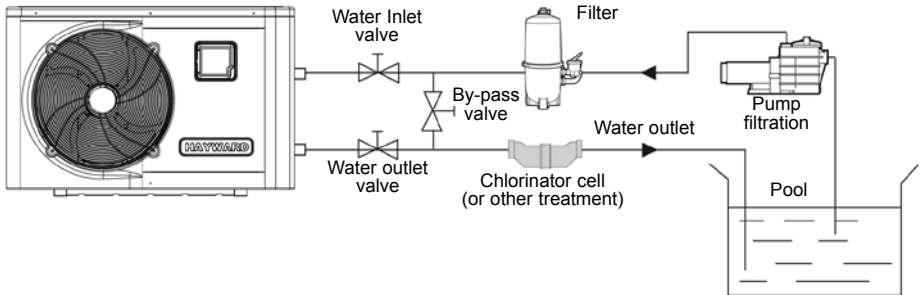 Water Inlet
valve
Filter
By-pass
valve
Pump
filtration
HAYWARD
Water outlet
valve
Chlorinator cell
(or other treatment)
Water outlet
Pool